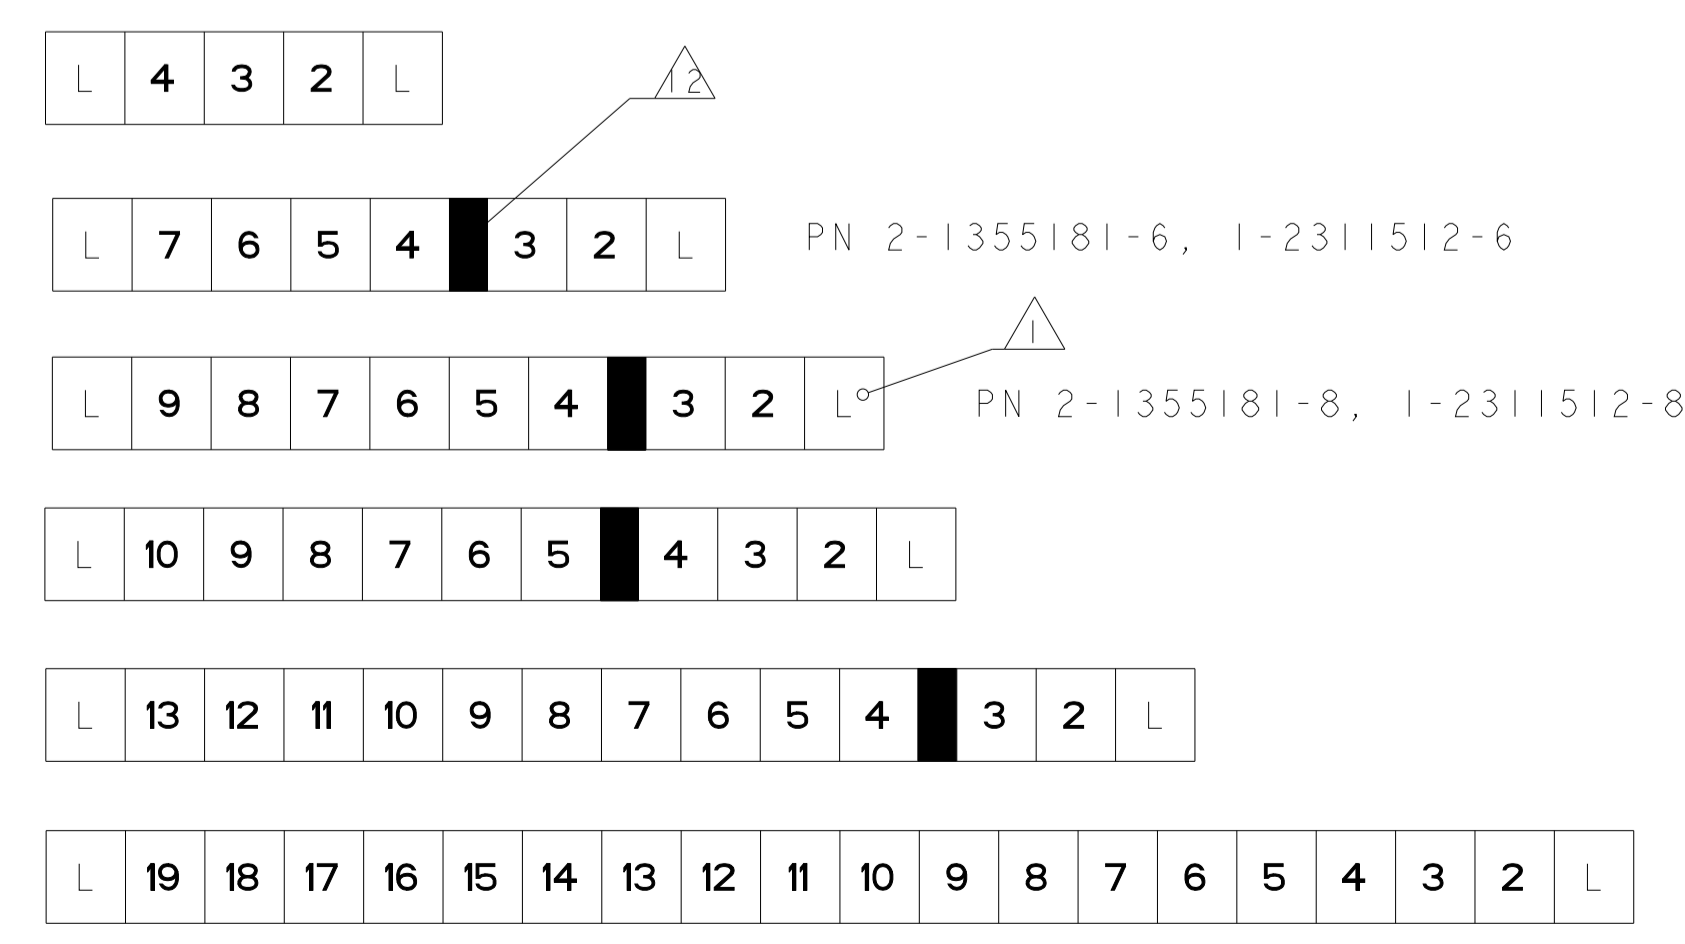 L 4 3 2 L
12
L 7 6 5 4 3 2 L PN 2-1355181-6, 1-2311512-6
1
L 9 8 7 6 5 4 3 2 L PN 2-1355181-8, 1-2311512-8
L 10 9 8 7 6 5 4 3 2 L
L 13 12 11 10 9 8 7 6 5 4 3 2 L
L 19 18 17 16 15 14 13 12 11 10 9 8 7 6 5 4 3 2 L